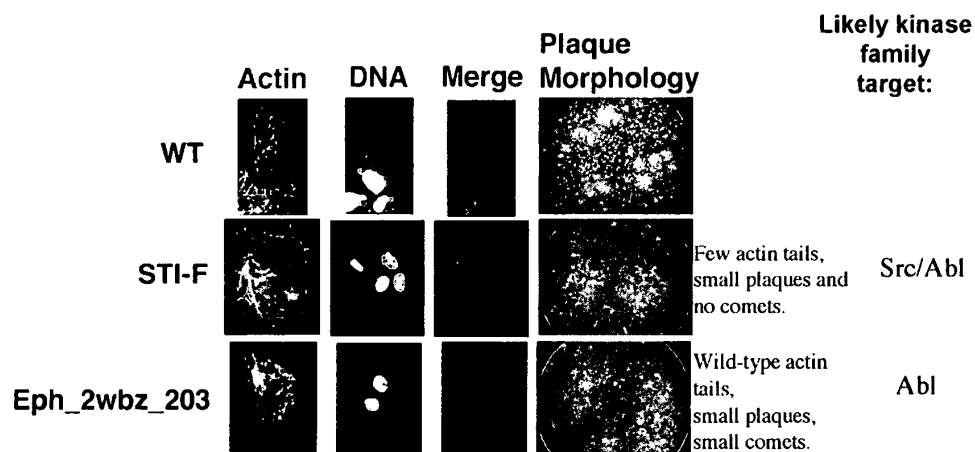 Likely kinase
family
target:
Plaque
Actin DNA Merge Morphology
WT
STI-F
Few actin tails,
small plaques and
no comets.
Src/Abl
Eph_2wbz_203
Wild-type actin
tails,
small plaques,
small comets.
Abl